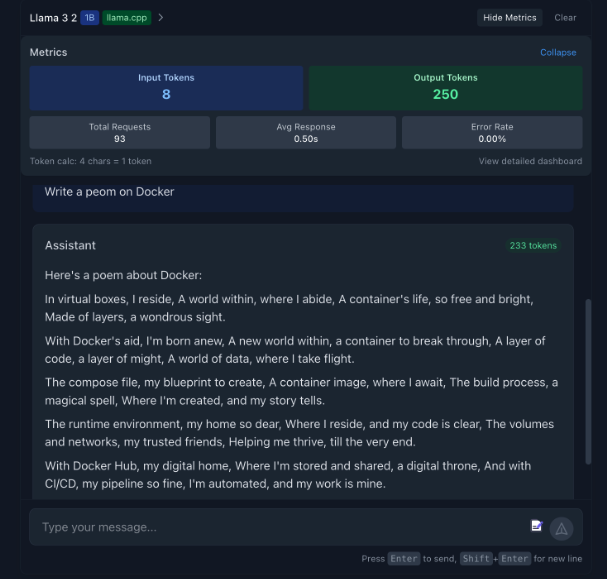 Llama 3 2 1B llama.cpp > Hide Metrics Clear
Metrics Collapse
Input Tokens Output Tokens
8 250
Total Requests Avg Response Error Rate
93 0.50s 0.00%
Token calc: 4 chars = 1 token View detailed dashboard
Write a peom on Docker
Assistant 233 tokens
Here's a poem about Docker:
In virtual boxes, I reside, A world within, where I abide, A container's life, so free and bright,
Made of layers, a wondrous sight.
With Docker's aid, I'm born anew, A new world within, a container to break through, A layer of
code, a layer of might, A world of data, where I take flight.
The compose file, my blueprint to create, A container image, where I await, The build process, a
magical spell, Where I'm created, and my story tells.
The runtime environment, my home so dear, Where I reside, and my code is clear, The volumes
and networks, my trusted friends, Helping me thrive, till the very end.
With Docker Hub, my digital home, Where I'm stored and shared, a digital throne, And with
CI/CD, my pipeline so fine, I'm automated, and my work is mine.
Type your message...
Press Enter to send, Shift+Enter for new line